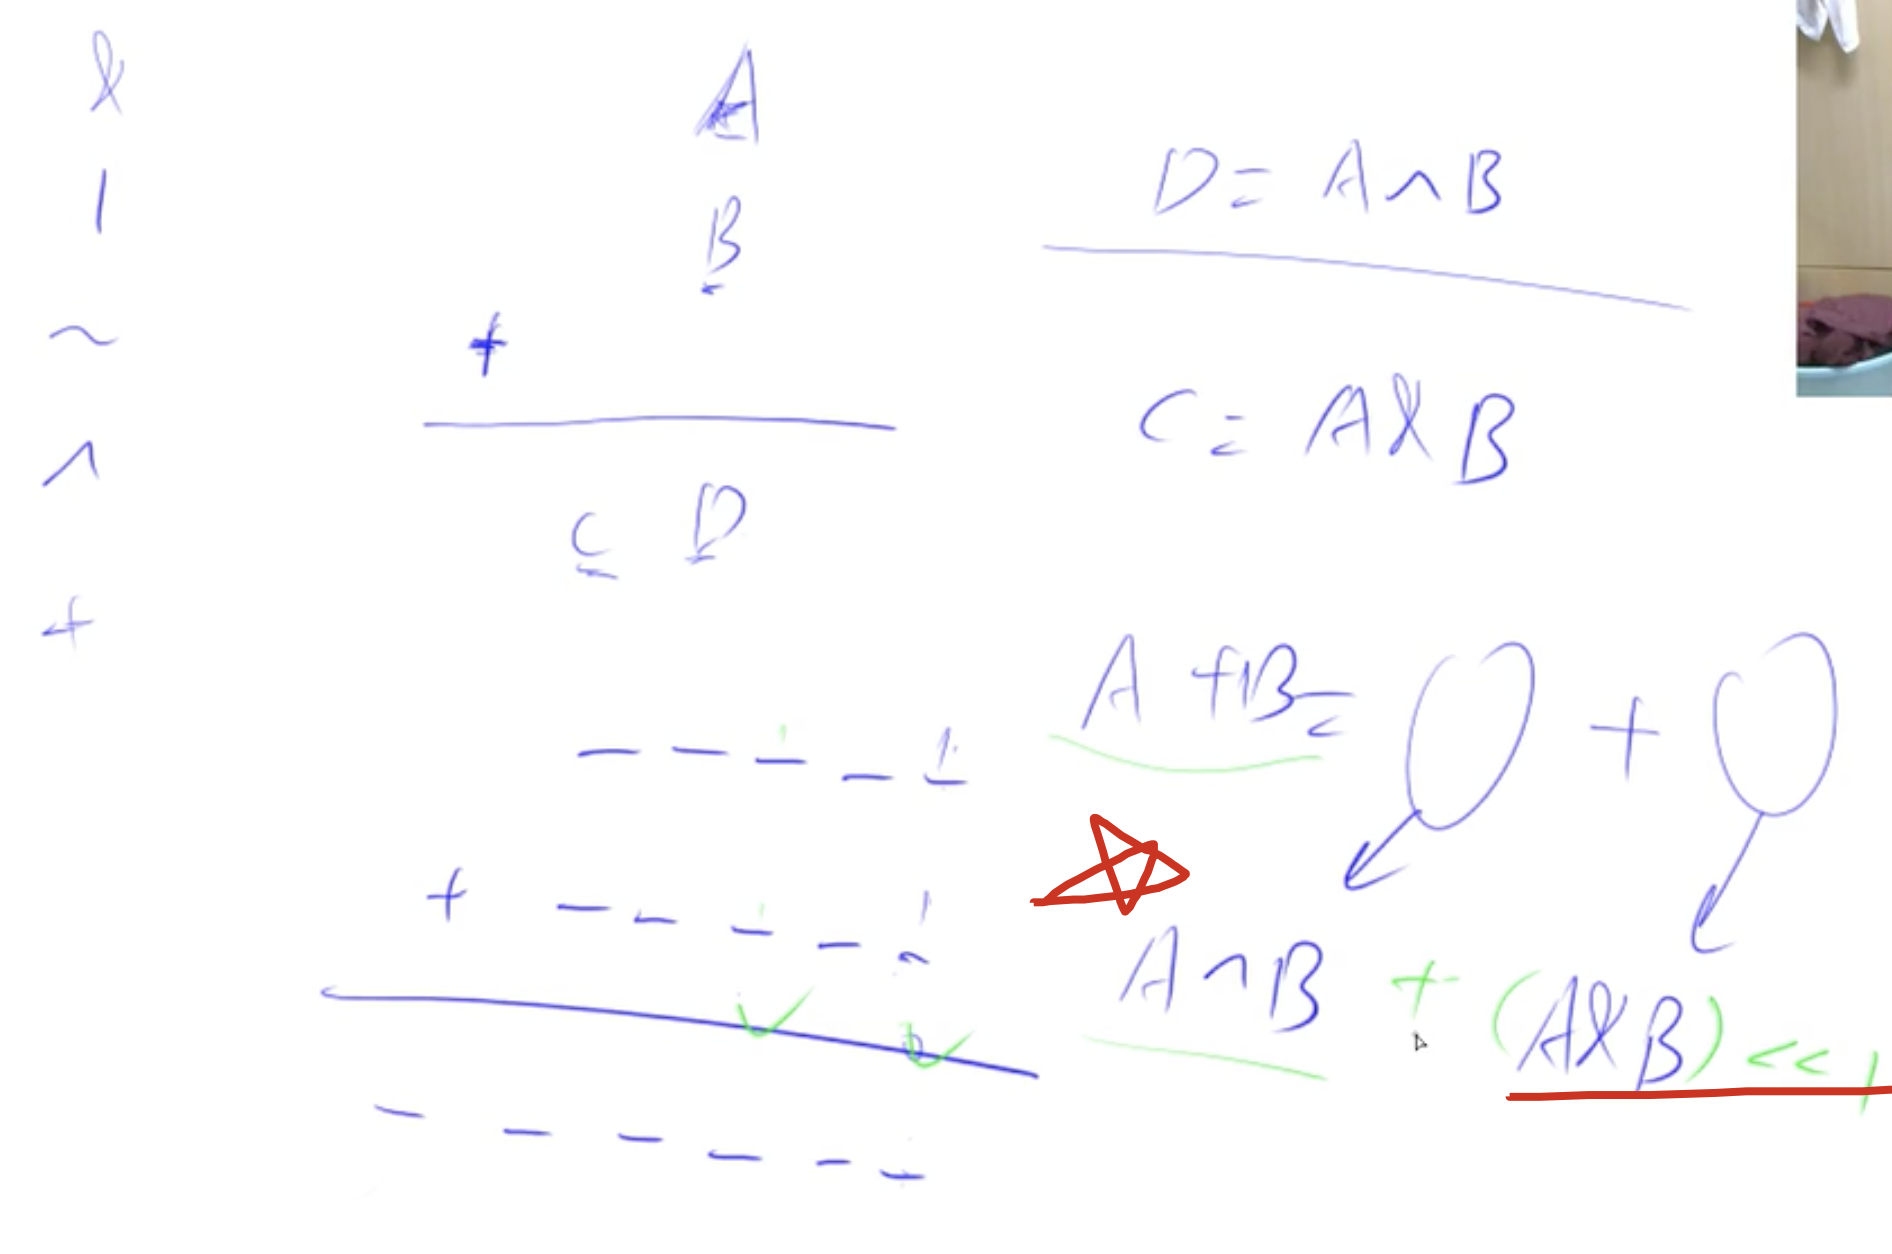 &
|
~
^
+
A
B
+
C D
D = A ^ B
C = A & B
A + B = + 
1 1
+ 1 1
A ^ B + (A & B) << 1